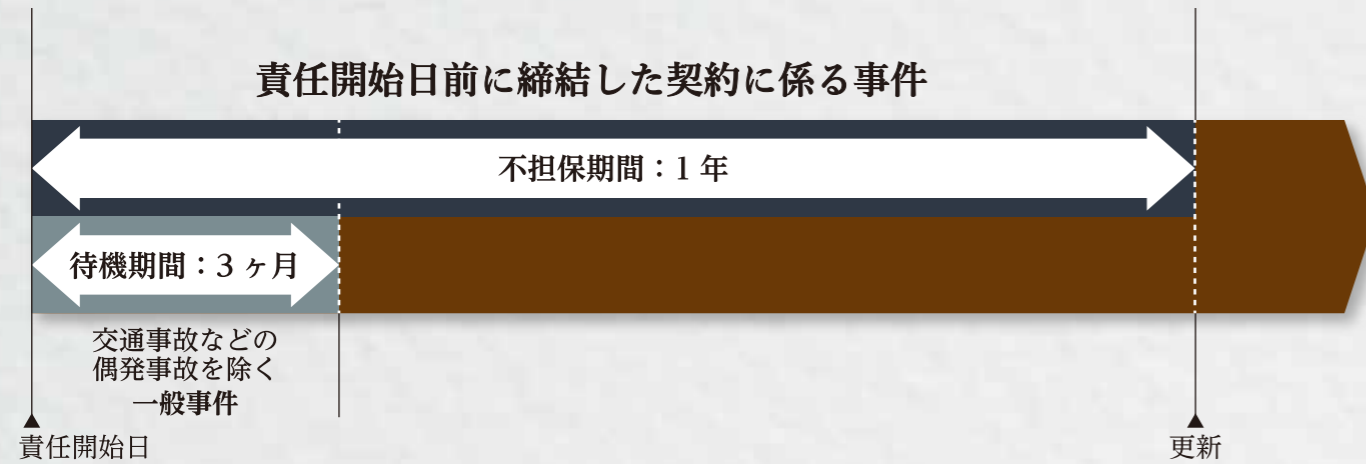 責任開始日前に締結した契約に係る事件
不担保期間：1 年
待機期間：3 ヶ月
交通事故などの
偶発事故を除く
一般事件
責任開始日
更新